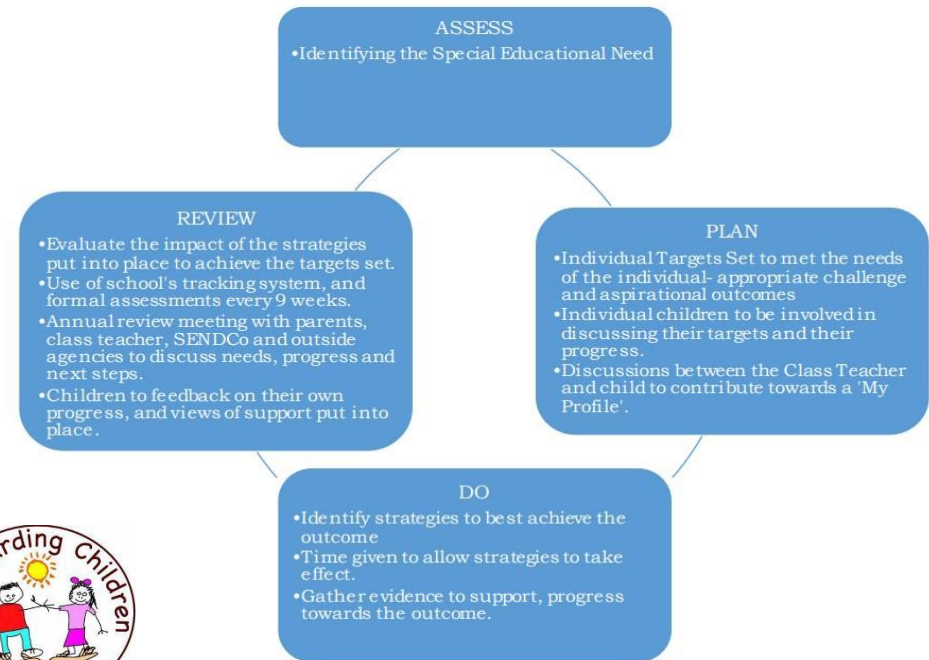 ASSESS
•Identifying the Special Educational Need
PLAN
•Individual Targets Set to met the needs
of the individual- appropriate challenge
and aspirational outcomes
•Individual children to be involved in
discussing their targets and their
progress.
•Discussions between the Class Teacher
and child to contribute towards a 'My
Profile'.
DO
•Identify strategies to best achieve the
outcome
•Time given to allow strategies to take
effect.
•Gather evidence to support, progress
towards the outcome.
REVIEW
•Evaluate the impact of the strategies
put into place to achieve the targets set.
•Use of school's tracking system, and
formal assessments every 9 weeks.
•Annual review meeting with parents,
class teacher, SENDCo and outside
agencies to discuss needs, progress and
next steps.
•Children to feedback on their own
progress, and views of support put into
place.
Children